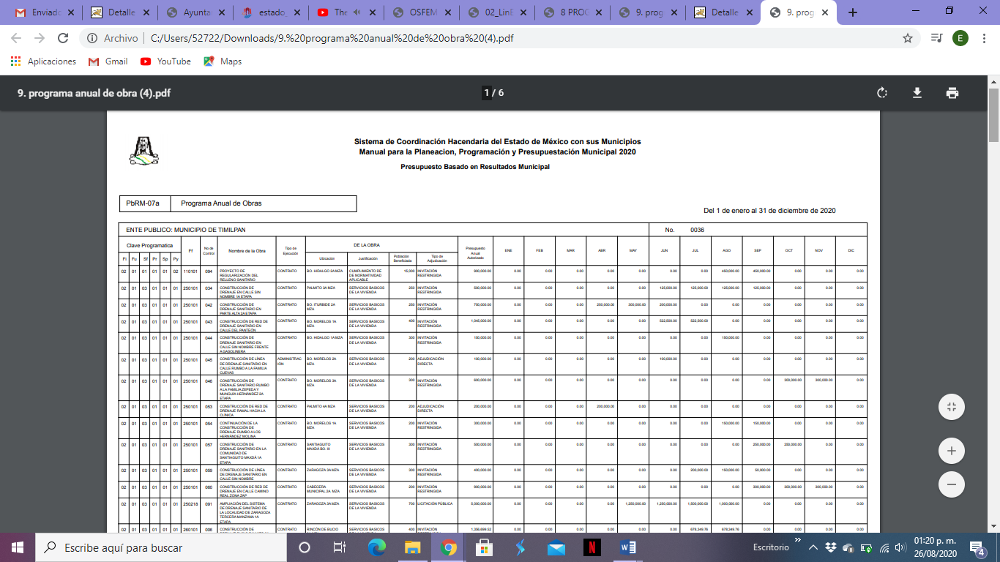 Enviado
Detalle
Ayunta
estado_
The
OSFEM
02_LinE
8 PROG
9. prog
Detalle
9. prog
Archivo C:/Users/52722/Downloads/9.%20programa%20anual%20de%20obra%20(4).pdf
E
Aplicaciones Gmail YouTube Maps
9. programa anual de obra (4).pdf 1 / 6
Sistema de Coordinación Hacendaria del Estado de México con sus Municipios
Manual para la Planeacion, Programación y Presupuestación Municipal 2020
Presupuesto Basado en Resultados Municipal
PbRM-07a Programa Anual de Obras
Del 1 de enero al 31 de diciembre de 2020
ENTE PUBLICO: MUNICIPIO DE TIMILPAN No. 0036
Clave Programatica Ff No de Control Nombre de la Obra Tipo de Ejecución DE LA OBRA Presupuesto Anual Autorizado ENE FEB MAR ABR MAY JUN JUL AGO SEP OCT NOV DIC
Fi Fu Sf Pr Sp Py Ubicación Justificación Población Beneficiada Tipo de Adjudicación
02 01 01 01 01 02 110101 094 PROYECTO DE REGULARIZACIÓN DEL RELLENO SANITARIO CONTRATO BO. HIDALGO 2A MZA CUMPLIMIENTO DE DE NORMATIVIDAD APLICABLE 15,000 INVITACIÓN RESTRINGIDA 900,000.00 0.00 0.00 0.00 0.00 0.00 0.00 0.00 450,000.00 450,000.00 0.00 0.00 0.00
02 01 03 01 01 01 250101 034 CONSTRUCCIÓN DE DRENAJE EN CALLE SIN NOMBRE 1A ETAPA CONTRATO PALMITO 3A MZA SERVICIOS BASICOS DE LA VIVIENDA 250 INVITACIÓN RESTRINGIDA 500,000.00 0.00 0.00 0.00 0.00 0.00 125,000.00 125,000.00 125,000.00 125,000.00 0.00 0.00 0.00
02 01 03 01 01 01 250101 042 CONSTRUCCIÓN DE DRENAJE SANITARIO EN PARTE ALTA 2A ETAPA CONTRATO BO. ITURBIDE 2A MZA SERVICIOS BASICOS DE LA VIVIENDA 250 INVITACIÓN RESTRINGIDA 750,000.00 0.00 0.00 0.00 250,000.00 300,000.00 200,000.00 0.00 0.00 0.00 0.00 0.00 0.00
02 01 03 01 01 01 250101 043 CONSTRUCCIÓN DE RED DE DRENAJE SANITARIO EN CALLE DEL PANTEÓN CONTRATO BO. MORELOS 1A MZA SERVICIOS BASICOS DE LA VIVIENDA 400 INVITACIÓN RESTRINGIDA 1,045,000.00 0.00 0.00 0.00 0.00 0.00 522,500.00 522,500.00 0.00 0.00 0.00 0.00 0.00
02 01 03 01 01 01 250101 044 CONSTRUCCIÓN DE DRENAJE SANITARIO EN CALLE SIN NOMBRE FRENTE A GASOLINERA CONTRATO BO. HIDALGO 1A MZA SERVICIOS BASICOS DE LA VIVIENDA 300 INVITACIÓN RESTRINGIDA 150,000.00 0.00 0.00 0.00 0.00 0.00 0.00 0.00 150,000.00 0.00 0.00 0.00 0.00
02 01 03 01 01 01 250101 045 CONSTRUCCIÓN DE LÍNEA DE DRENAJE SANITARIO EN CALLE RUMBO A LA FAMILIA CUEVAS ADMINISTRACIÓN BO. MORELOS 2A MZA SERVICIOS BASICOS DE LA VIVIENDA 200 ADJUDICACIÓN DIRECTA 100,000.00 0.00 0.00 0.00 0.00 0.00 100,000.00 0.00 0.00 0.00 0.00 0.00 0.00
02 01 03 01 01 01 250101 046 CONSTRUCCIÓN DE DRENAJE SANITARIO RUMBO A LA FAMILIA ZEPEDA Y MUNGUÍA HERNÁNDEZ 2A ETAPA CONTRATO BO. MORELOS 3A MZA SERVICIOS BASICOS DE LA VIVIENDA 300 INVITACIÓN RESTRINGIDA 600,000.00 0.00 0.00 0.00 0.00 0.00 0.00 0.00 0.00 0.00 300,000.00 300,000.00 0.00
02 01 03 01 01 01 250101 053 CONSTRUCCIÓN DE RED DE DRENAJE RAMAL HACIA LA CLÍNICA CONTRATO PALMITO 4A MZA SERVICIOS BASICOS DE LA VIVIENDA 200 ADJUDICACIÓN DIRECTA 200,000.00 0.00 0.00 0.00 200,000.00 0.00 0.00 0.00 0.00 0.00 0.00 0.00 0.00
02 01 03 01 01 01 250101 054 CONTINUACIÓN DE LA CONSTRUCCIÓN DE DRENAJE RUMBO A LOS HERNÁNDEZ MOLINA CONTRATO BO. MORELOS 1A MZA SERVICIOS BASICOS DE LA VIVIENDA 200 INVITACIÓN RESTRINGIDA 300,000.00 0.00 0.00 0.00 0.00 0.00 0.00 0.00 150,000.00 150,000.00 0.00 0.00 0.00
02 01 03 01 01 01 250101 057 CONSTRUCCIÓN DE DRENAJE SANITARIO EN LA COMUNIDAD DE SANTIAGUITO MAXDÁ 1A ETAPA CONTRATO SANTIAGUITO MAXDÁ BO. III SERVICIOS BASICOS DE LA VIVIENDA 300 INVITACIÓN RESTRINGIDA 500,000.00 0.00 0.00 0.00 0.00 0.00 0.00 0.00 0.00 250,000.00 250,000.00 0.00 0.00
02 01 03 01 01 01 250101 059 CONSTRUCCIÓN DE LÍNEA DE DRENAJE SANITARIO EN CALLE SIN NOMBRE CONTRATO ZARAGOZA 3A MZA SERVICIOS BASICOS DE LA VIVIENDA 300 INVITACIÓN RESTRINGIDA 400,000.00 0.00 0.00 0.00 0.00 0.00 0.00 200,000.00 150,000.00 50,000.00 0.00 0.00 0.00
02 01 03 01 01 01 250101 060 CONSTRUCCIÓN DE RED DE DRENAJE EN CALLE CAMINO REAL ZONA ZAP CONTRATO CABECERA MUNICIPAL 2A MZA SERVICIOS BASICOS DE LA VIVIENDA 200 INVITACIÓN RESTRINGIDA 900,000.00 0.00 0.00 0.00 0.00 0.00 0.00 0.00 0.00 300,000.00 300,000.00 300,000.00 0.00
02 01 03 01 01 01 250218 091 AMPLIACIÓN DEL SISTEMA DE DRENAJE SANITARIO DE LA LOCALIDAD DE ZARAGOZA TERCERA MANZANA 1A ETAPA CONTRATO ZARAGOZA 3A MZA SERVICIOS BASICOS DE LA VIVIENDA 700 LICITACIÓN PÚBLICA 5,000,000.00 0.00 0.00 0.00 0.00 1,250,000.00 1,250,000.00 1,500,000.00 1,000,000.00 0.00 0.00 0.00 0.00
02 01 03 01 01 01 260101 006 CONSTRUCCIÓN DE CONTRATO RINCÓN DE BUCIO SERVICIOS BASICOS 400 INVITACIÓN 1,356,699.52 0.00 0.00 0.00 0.00 0.00 0.00 678,349.76 678,349.76 0.00 0.00 0.00 0.00
Escribe aquí para buscar
Escritorio
01:20 p. m.
26/08/2020
4